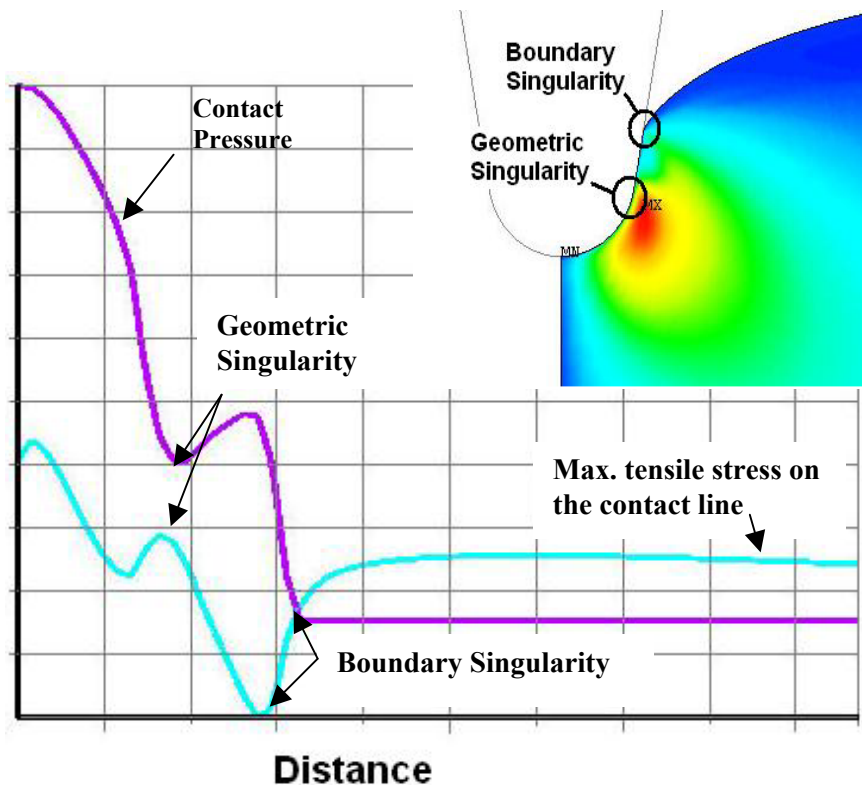 Boundary
Singularity
Geometric
Singularity
MX
MN
Contact
Pressure
Geometric
Singularity
Max. tensile stress on
the contact line
Boundary Singularity
Distance